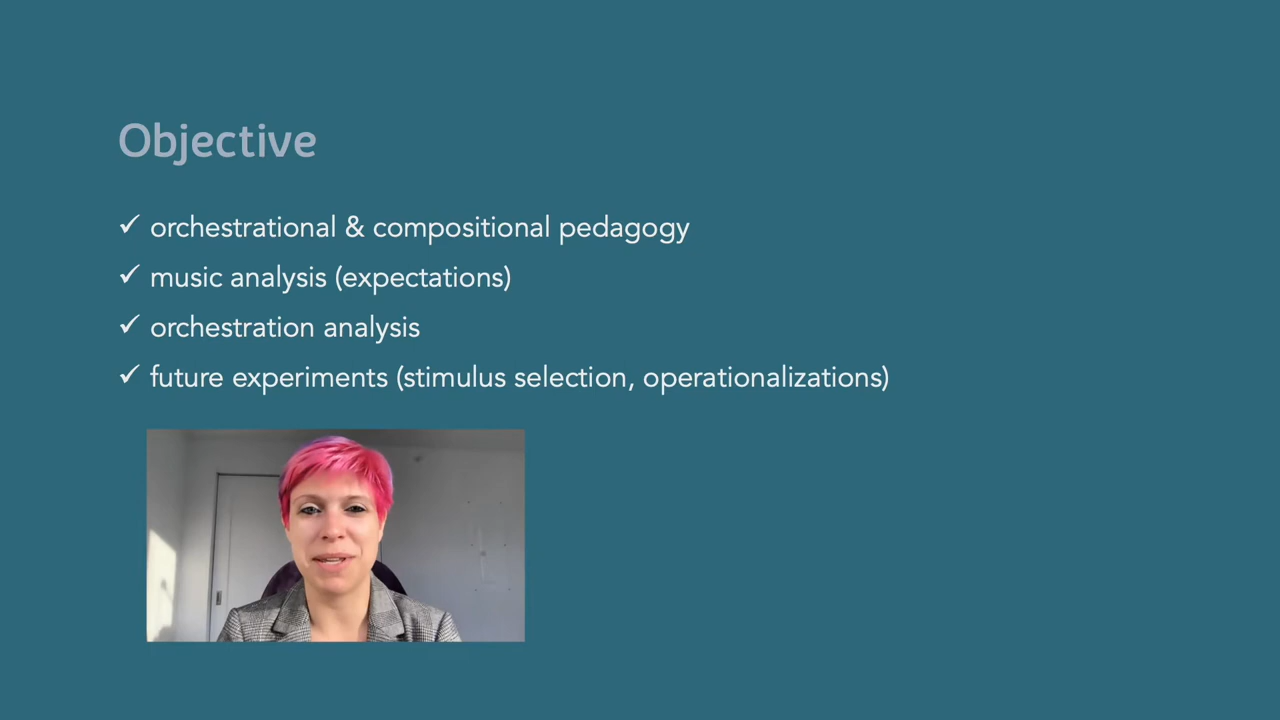 Objective
✓ orchestrational & compositional pedagogy
✓ music analysis (expectations)
✓ orchestration analysis
✓ future experiments (stimulus selection, operationalizations)